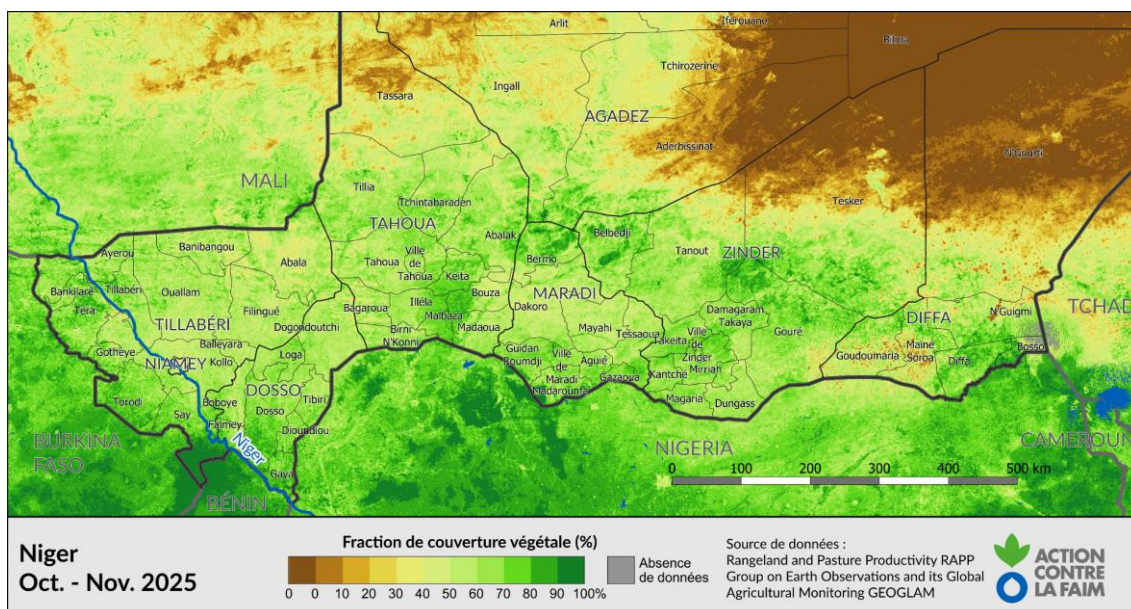 Arlit
Iferouane
Bilma
Tchirozerine
Ingall
Tassara
AGADEZ
Aderbissinat
N'Gourti
MALI
Tillia
Tchintabaraden
Tesker
TAHOUA
Abalak
Belbédji
Tanout
ZINDER
Ayerou
Banibangou
Abala
Tahoua
Ville
de
Tahoua
Keita
Bermo
TCHAD
Bankilaré
Tillabéri
Ouallam
Téra
Filingué
Illéla
Bouza
Bagaroua
Malbaza
Dakoro
MARADI
Damagaram
Takaya
Gouré
DIFFA
N'Guigmi
TILLABÉRI
Dogondoutchi
Birni
N'Konni
Madaoua
Mayahi
Tessaoua
Takeita
Ville
de
Zinder
Mirriah
Goudoumaria
Maine
Soroa
Diffa
Bosso
Gothèye
NIAMEY
Balleyara
Kollo
Loga
Guidan
Roumdji
Ville
de
Maradi
Aguié
Gazaoua
Kantché
Madarounfa
Magaria
Dungass
Torodi
Say
Boboye
DOSSO
Dosso
Tibiri
Falmey
Dioundiou
Gaya
Niger
BURKINA
FASO
BÉNIN
NIGERIA
CAMEROUN
0 100 200 300 400 500 km
Niger
Oct. - Nov. 2025
Fraction de couverture végétale (%)
0 0 10 20 30 40 50 60 70 80 90 100%
Absence
de données
Source de données :
Rangeland and Pasture Productivity RAPP
Group on Earth Observations and its Global
Agricultural Monitoring GEOGLAM
ACTION
CONTRE
LA FAIM